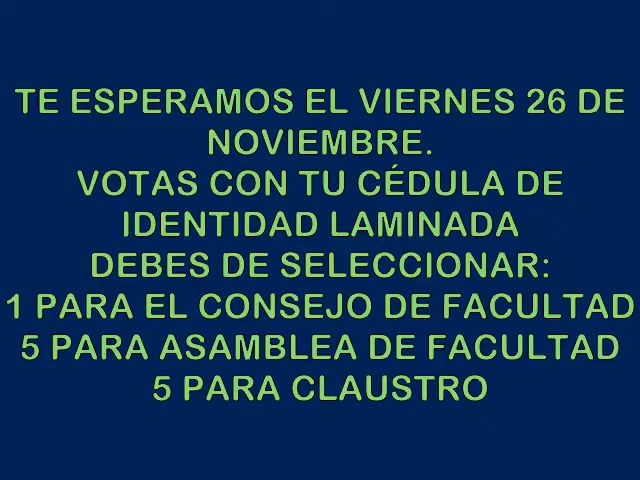 TE ESPERAMOS EL VIERNES 26 DE
NOVIEMBRE.
VOTAS CON TU CÉDULA DE
IDENTIDAD LAMINADA
DEBES DE SELECCIONAR:
1 PARA EL CONSEJO DE FACULTAD
5 PARA ASAMBLEA DE FACULTAD
5 PARA CLAUSTRO